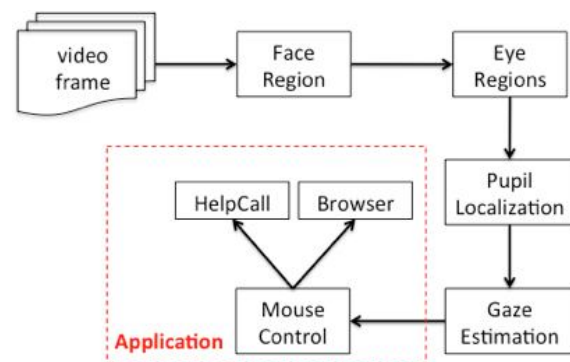 video
frame
Face
Region
Eye
Regions
Pupil
Localization
HelpCall
Browser
Mouse
Control
Gaze
Estimation
Application